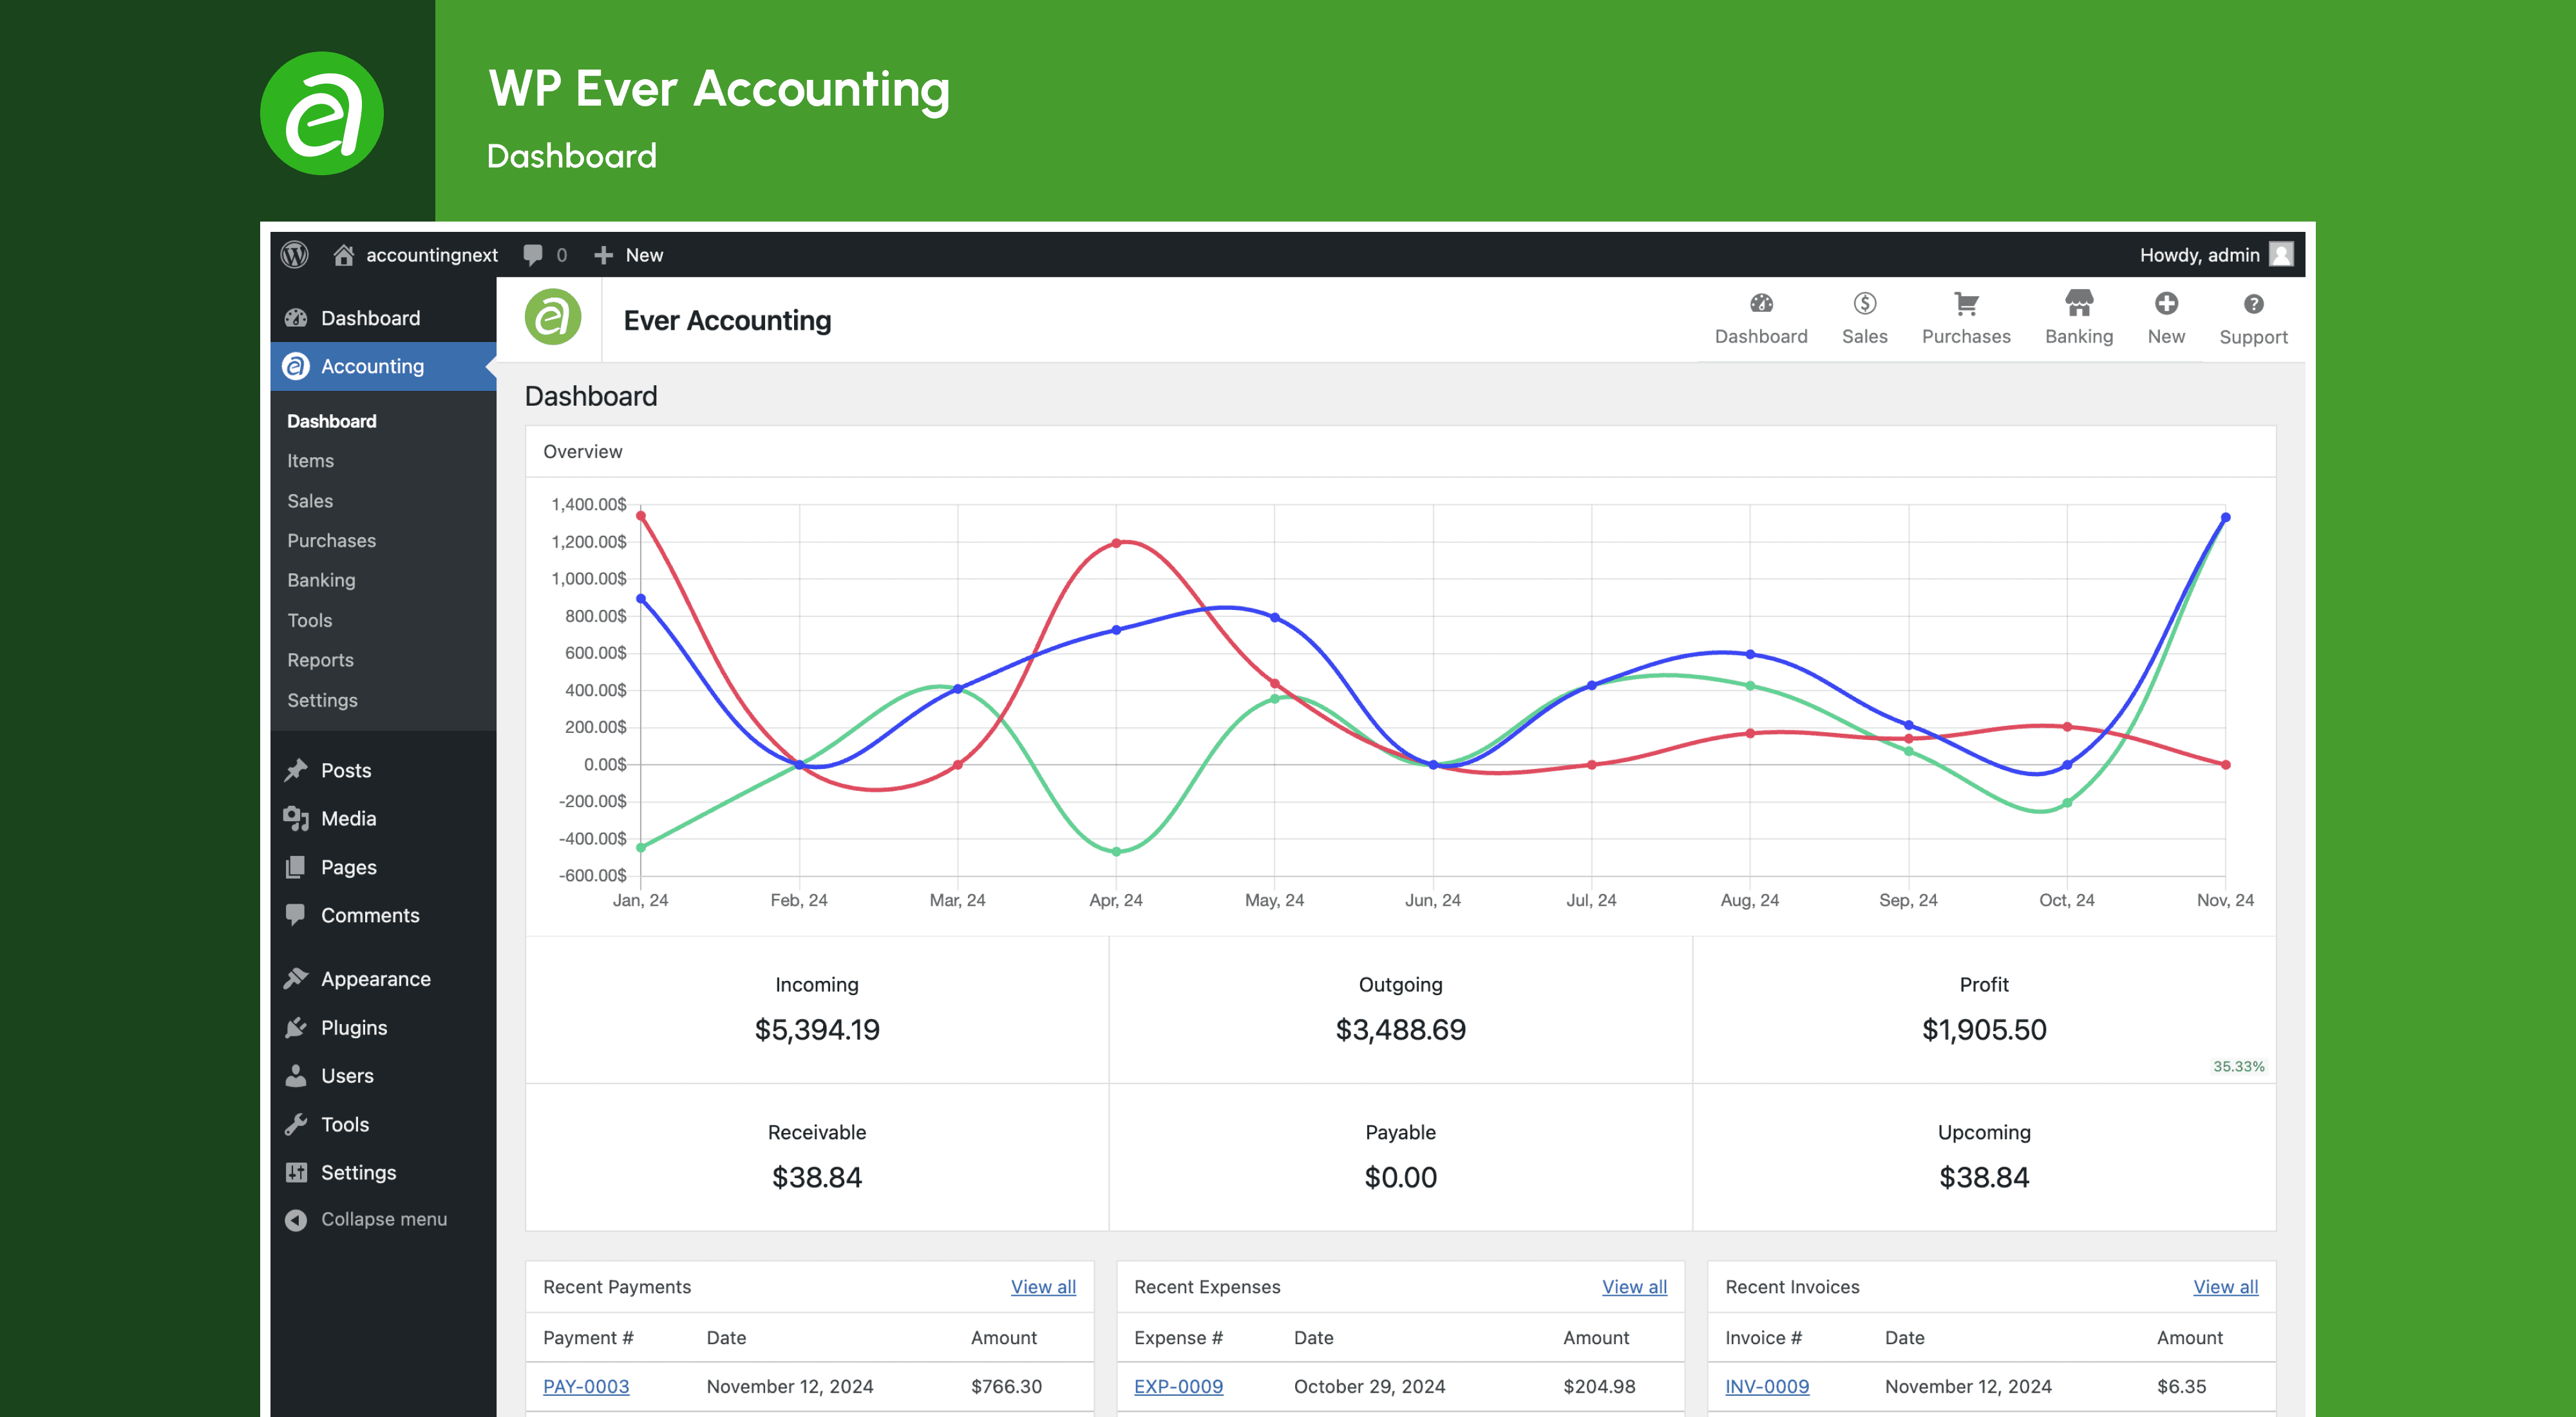 WP Ever Accounting
Dashboard
accountingnext 0 New Howdy, admin
Dashboard
Accounting
Dashboard
Items
Sales
Purchases
Banking
Tools
Reports
Settings
Posts
Media
Pages
Comments
Appearance
Plugins
Users
Tools
Settings
Collapse menu
Ever Accounting
Dashboard Sales Purchases Banking New Support
Dashboard
Overview
1,400.00$
1,200.00$
1,000.00$
800.00$
600.00$
400.00$
200.00$
0.00$
-200.00$
-400.00$
-600.00$
Jan, 24 Feb, 24 Mar, 24 Apr, 24 May, 24 Jun, 24 Jul, 24 Aug, 24 Sep, 24 Oct, 24 Nov, 24
Incoming Outgoing Profit
$5,394.19 $3,488.69 $1,905.50
35.33%
Receivable Payable Upcoming
$38.84 $0.00 $38.84
Recent Payments View all
Payment # Date Amount
PAY-0003 November 12, 2024 $766.30
Recent Expenses View all
Expense # Date Amount
EXP-0009 October 29, 2024 $204.98
Recent Invoices View all
Invoice # Date Amount
INV-0009 November 12, 2024 $6.35